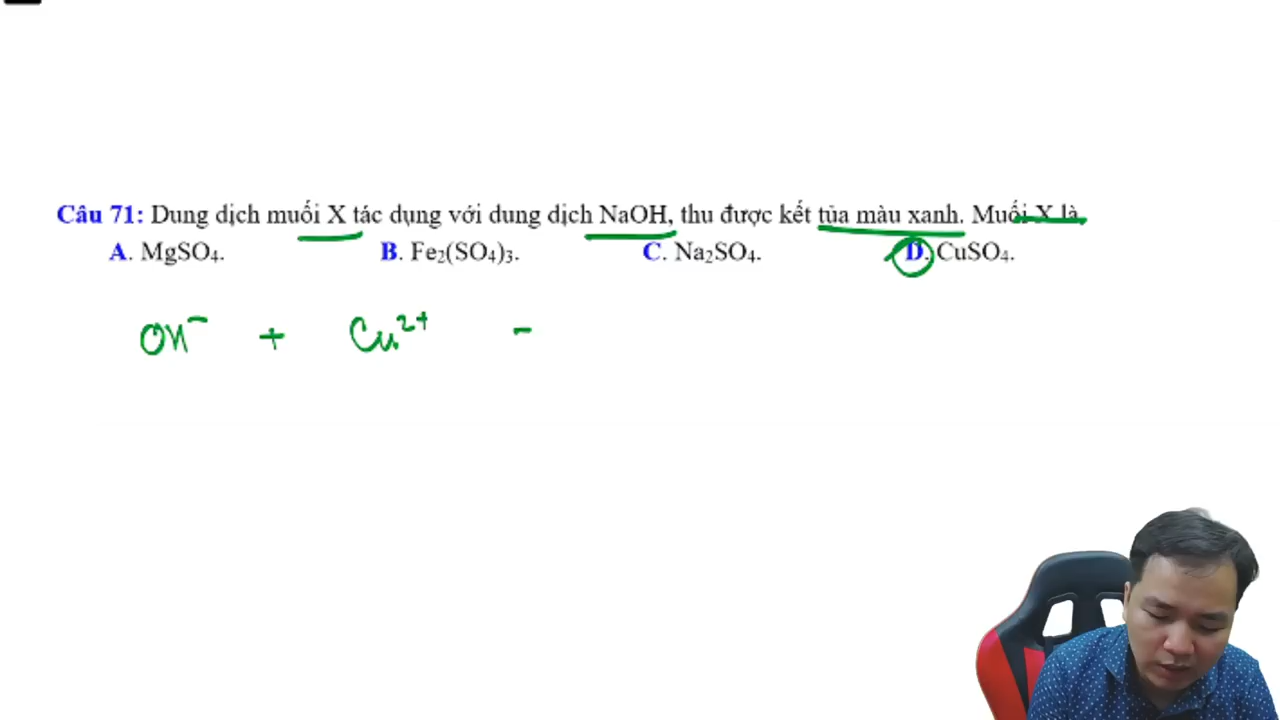 Câu 71: Dung dịch muối X tác dụng với dung dịch NaOH, thu được kết tủa màu xanh. Muối X là
A. MgSO₄. B. Fe₂(SO₄)₃. C. Na₂SO₄. D. CuSO₄.
OH⁻ + Cu²⁺ -